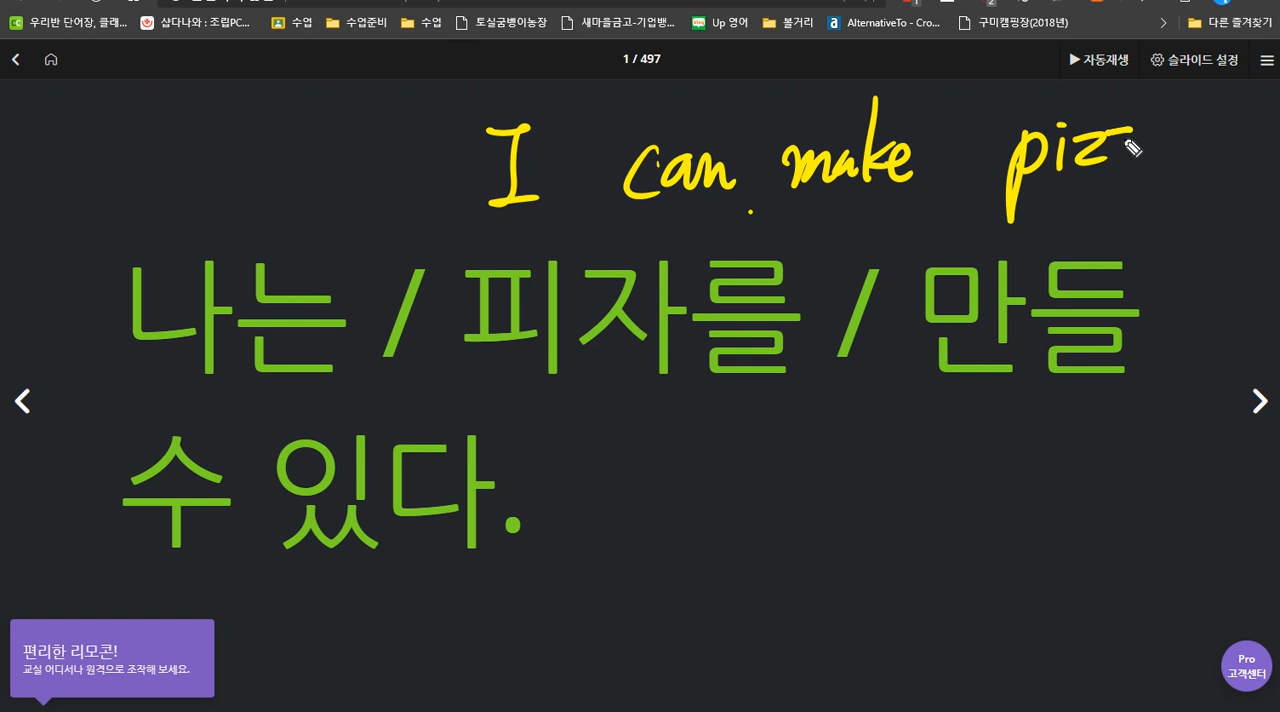 우리반 단어장, 클래...
샵다나와 : 조립PC...
수업
수업준비
수업
토실굼뱅이농장
새마을금고-기업뱅...
Up 영어
볼거리
AlternativeTo - Cro...
구미캠핑장(2018년)
다른 즐겨찾기
1 / 497
▶ 자동재생
슬라이드 설정
I can make piz
나는 / 피자를 / 만들
수 있다.
편리한 리모콘!
교실 어디서나 원격으로 조작해 보세요.
Pro
고객센터